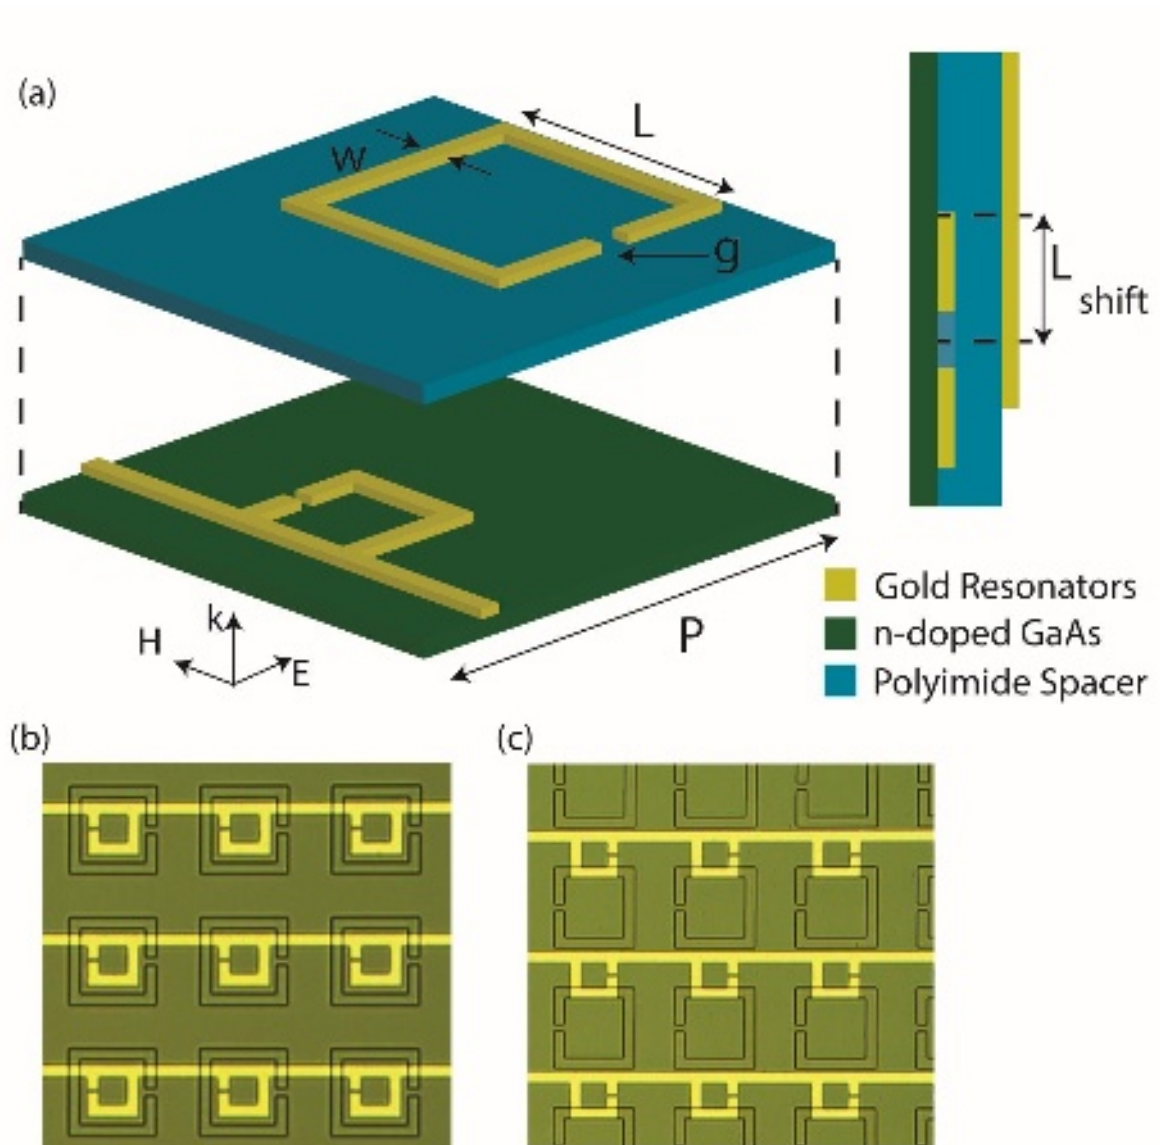 (a)
L
W
g
L
shift
P
k
H
E
Gold Resonators
n-doped GaAs
Polyimide Spacer
(b)
(c)